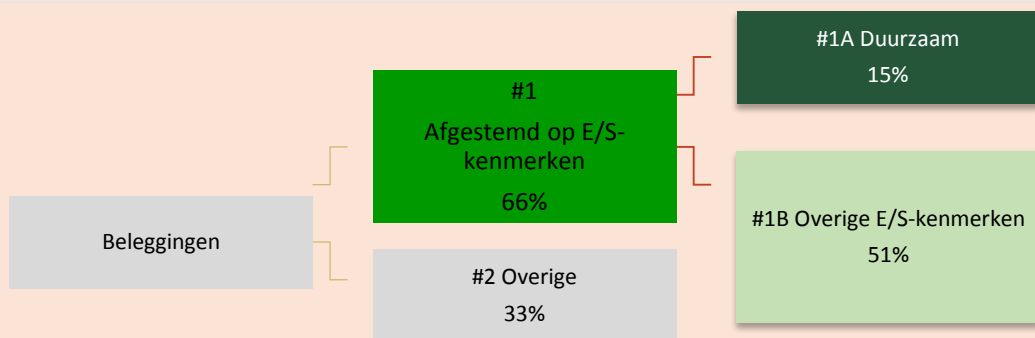 Beleggingen
#1
Afgestemd op E/S-
kenmerken
66%
#2 Overige
33%
#1A Duurzaam
15%
#1B Overige E/S-kenmerken
51%